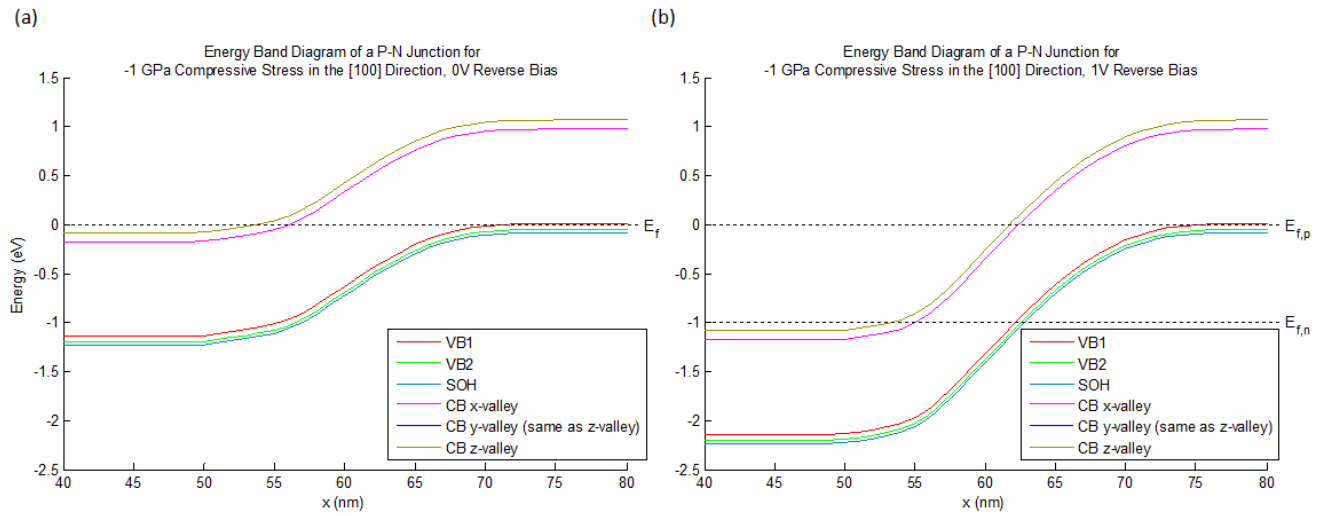 (a)
Energy Band Diagram of a P-N Junction for
-1 GPa Compressive Stress in the [100] Direction, 0V Reverse Bias
1.5
1
0.5
0
-0.5
-1
-1.5
-2
-2.5
Energy (eV)
E_f
VB1
VB2
SOH
CB x-valley
CB y-valley (same as z-valley)
CB z-valley
40 45 50 55 60 65 70 75 80
x (nm)
(b)
Energy Band Diagram of a P-N Junction for
-1 GPa Compressive Stress in the [100] Direction, 1V Reverse Bias
1.5
1
0.5
0
-0.5
-1
-1.5
-2
-2.5
E_f,p
E_f,n
VB1
VB2
SOH
CB x-valley
CB y-valley (same as z-valley)
CB z-valley
40 45 50 55 60 65 70 75 80
x (nm)